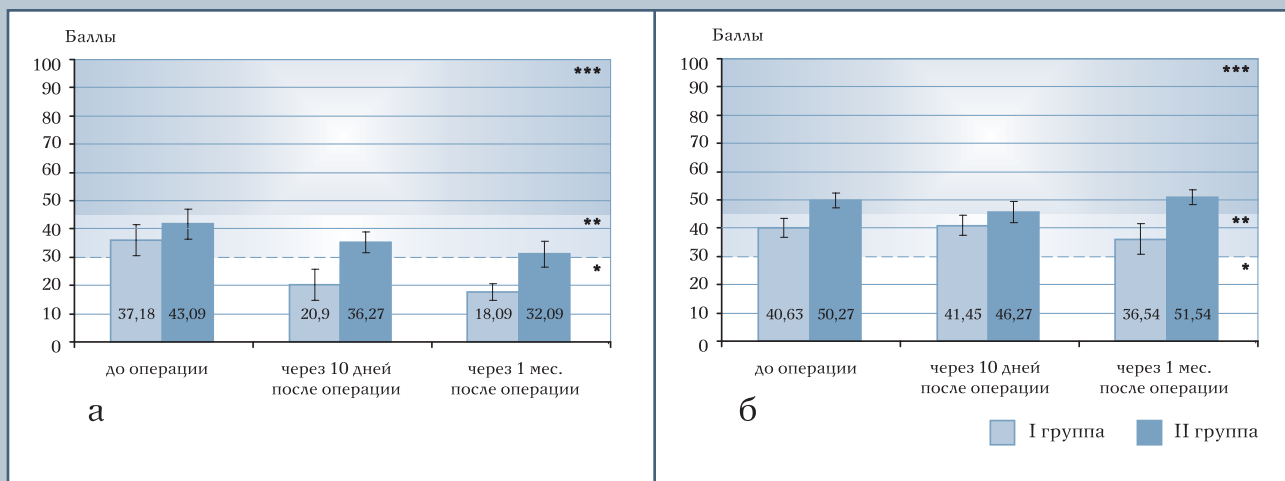 Баллы
100
90
80
70
60
50
40
30
20
10
0
***
**
*
37,18 43,09 20,9 36,27 18,09 32,09
до операции
через 10 дней
после операции
через 1 мес.
после операции
а
Баллы
100
90
80
70
60
50
40
30
20
10
0
***
**
*
40,63 50,27 41,45 46,27 36,54 51,54
до операции
через 10 дней
после операции
через 1 мес.
после операции
б
I группа II группа